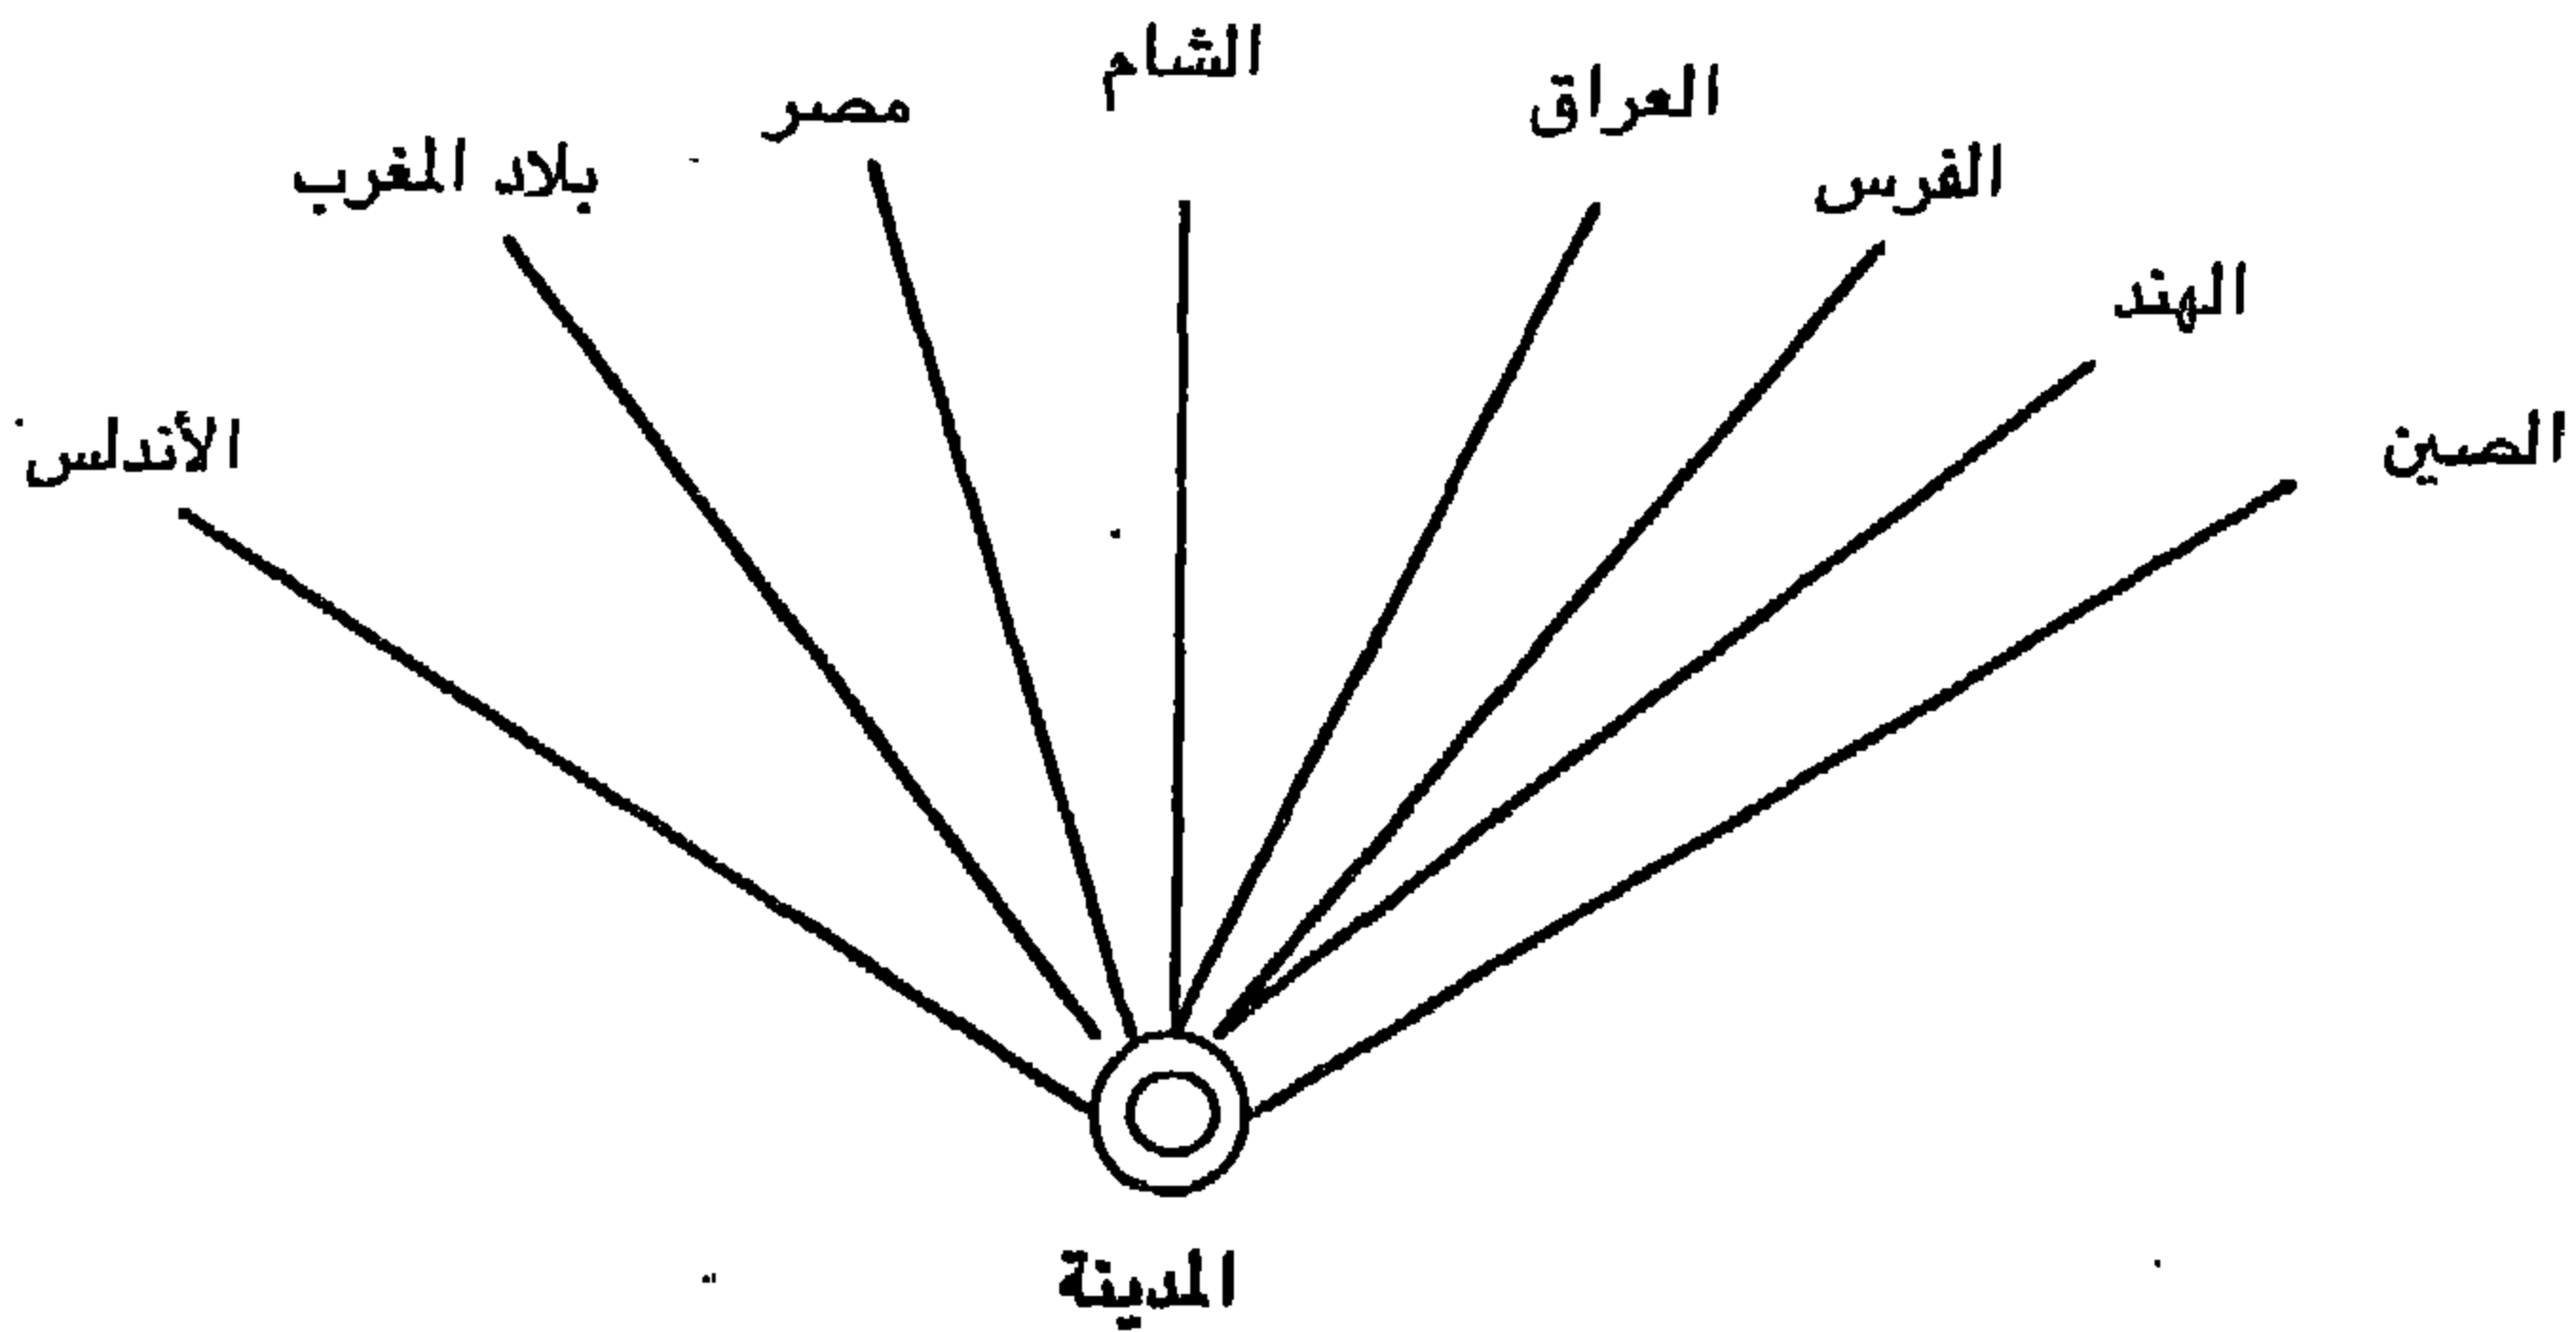 الشام
العراق
مصر
الفرس
بلاد المغرب
الهند
الصين
الأندلس
المدينة